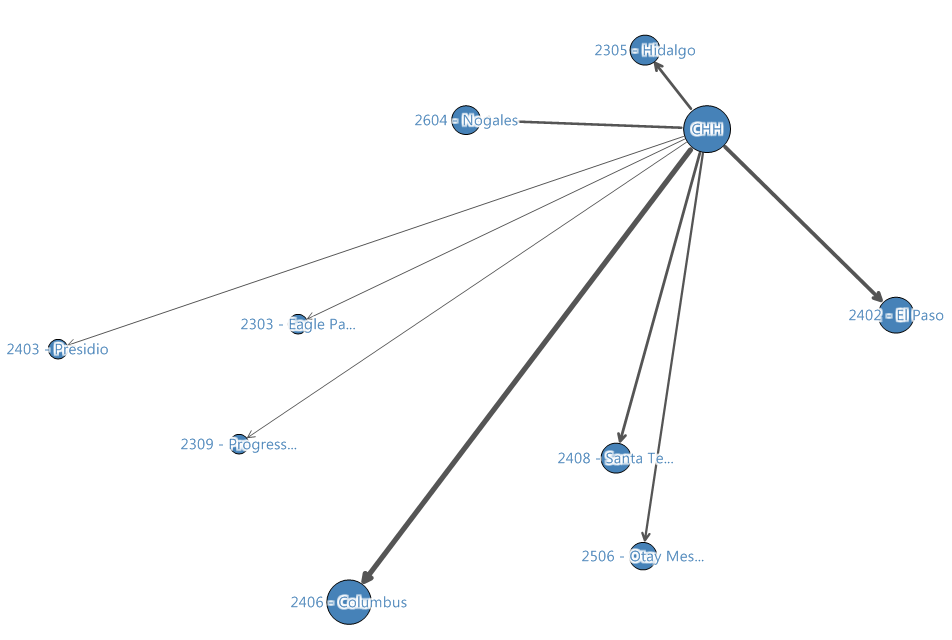 2305 - Hidalgo
2604 - Nogales
CHH
2402 - El Paso
2303 - Eagle Pa...
2403 - Presidio
2309 - Progress...
2408 - Santa Te...
2506 - Otay Mes...
2406 - Columbus